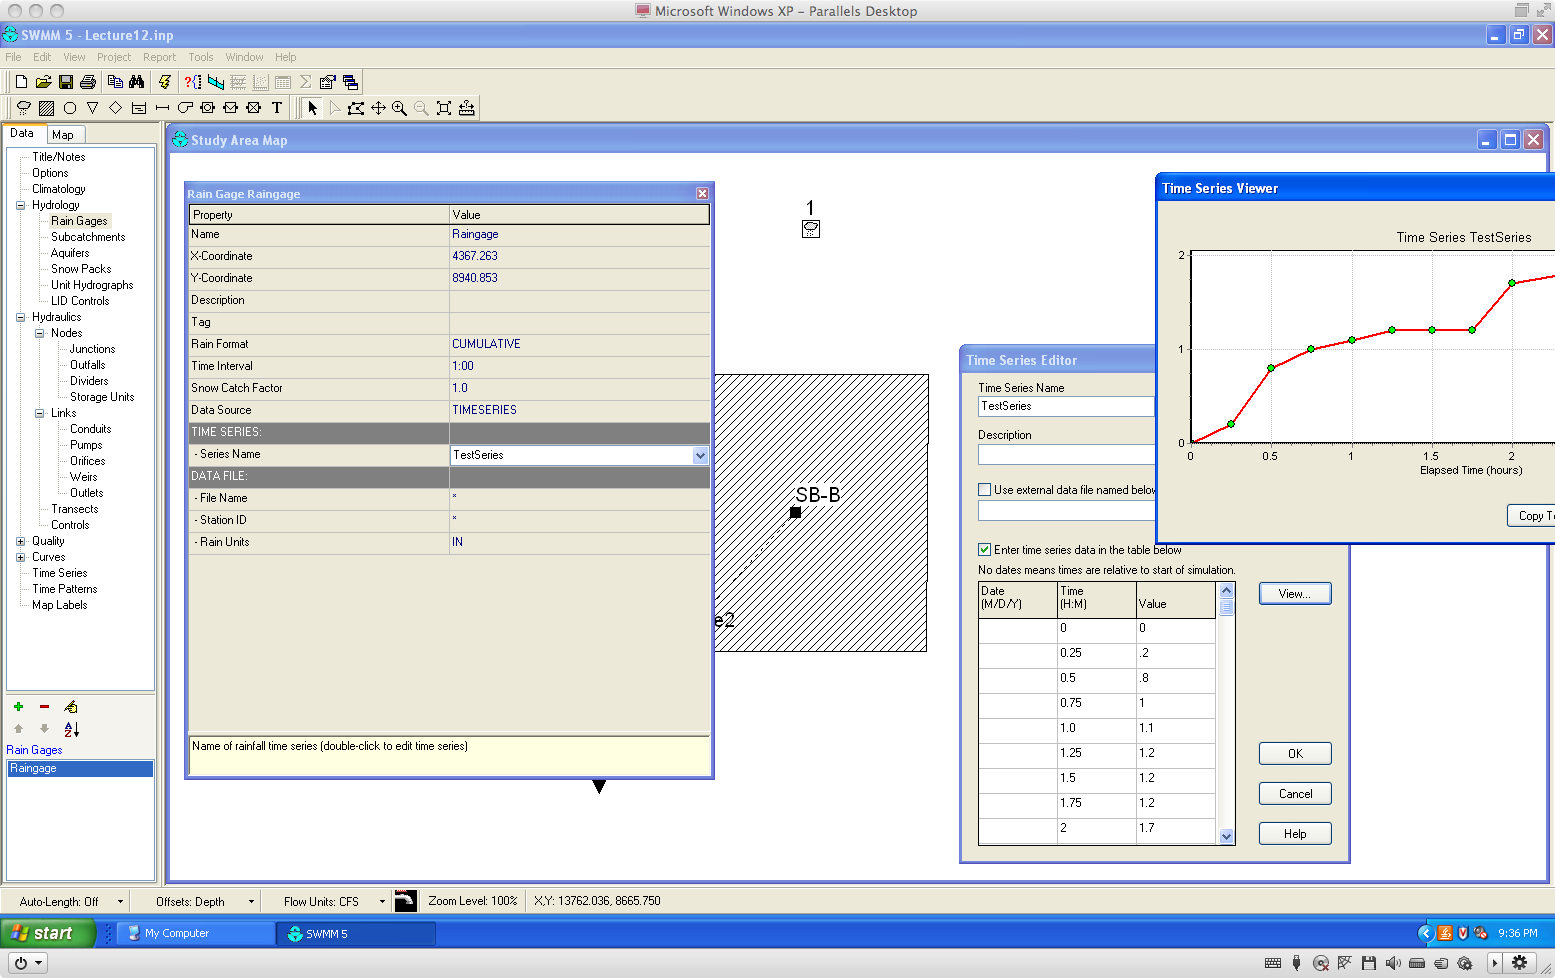 Microsoft Windows XP - Parallels Desktop
SWMM 5 - Lecture12.inp
File Edit View Project Report Tools Window Help
Data Map
Title/Notes
Options
Climatology
Hydrology
Rain Gages
Subcatchments
Aquifers
Snow Packs
Unit Hydrographs
LID Controls
Hydraulics
Nodes
Junctions
Outfalls
Dividers
Storage Units
Links
Conduits
Pumps
Orifices
Weirs
Outlets
Transects
Controls
Quality
Curves
Time Series
Time Patterns
Map Labels
Rain Gages
Raingage
Study Area Map
Rain Gage Raingage
Property Value
Name Raingage
X-Coordinate 4367.263
Y-Coordinate 8940.853
Description
Tag
Rain Format CUMULATIVE
Time Interval 1:00
Snow Catch Factor 1.0
Data Source TIMESERIES
TIME SERIES:
- Series Name TestSeries
DATA FILE:
- File Name *
- Station ID *
- Rain Units IN
Name of rainfall time series (double-click to edit time series)
1
SB-B
e2
Time Series Viewer
Time Series TestSeries
2
1
0
0 0.5 1 1.5 2
Elapsed Time (hours)
Copy T
Time Series Editor
Time Series Name
TestSeries
Description
Use external data file named below
Enter time series data in the table below
No dates means times are relative to start of simulation.
Date (M/D/Y) Time (H:M) Value
0 0
0.25 .2
0.5 .8
0.75 1
1.0 1.1
1.25 1.2
1.5 1.2
1.75 1.2
2 1.7
View...
OK
Cancel
Help
Auto-Length: Off Offsets: Depth Flow Units: CFS Zoom Level: 100% X,Y: 13762.036, 8665.750
start My Computer SWMM 5 9:36 PM